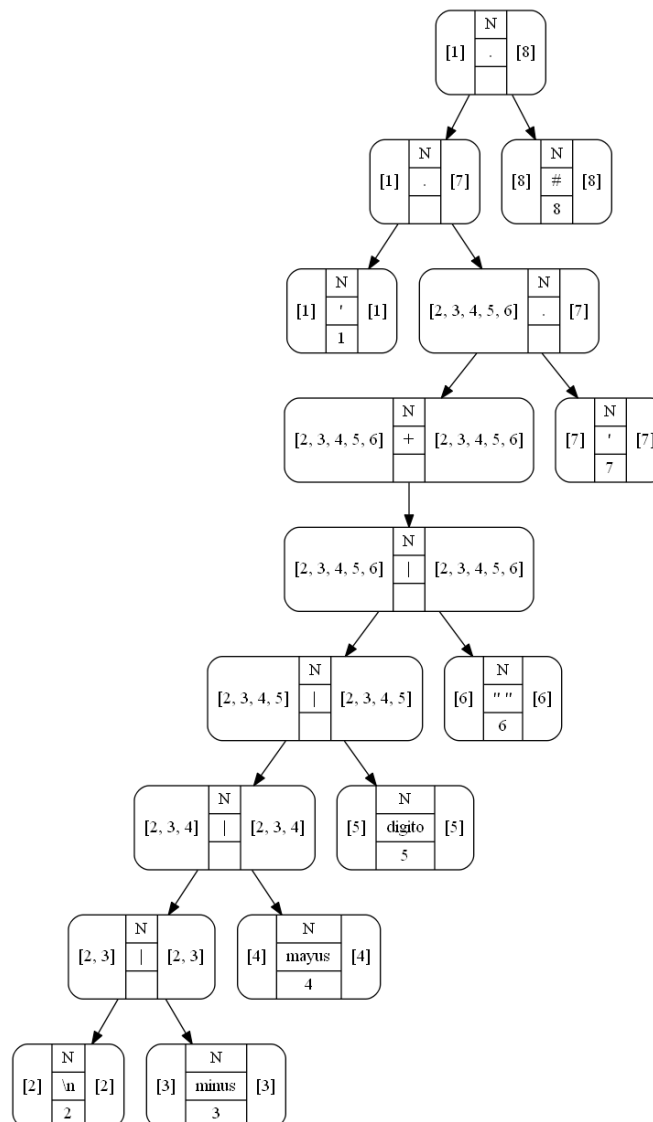 N
[1] . [8]
N
[1] . [7]
N
[8] # [8]
8
N
[1] ' [1]
1
N
[2, 3, 4, 5, 6] . [7]
N
[2, 3, 4, 5, 6] + [2, 3, 4, 5, 6]
N
[7] ' [7]
7
N
[2, 3, 4, 5, 6] | [2, 3, 4, 5, 6]
N
[2, 3, 4, 5] | [2, 3, 4, 5]
N
[6] " " [6]
6
N
[2, 3, 4] | [2, 3, 4]
N
[5] digito [5]
5
N
[2, 3] | [2, 3]
N
[4] mayus [4]
4
N
[2] \n [2]
2
N
[3] minus [3]
3